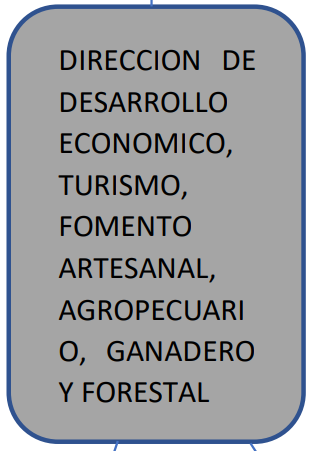 DIRECCION DE
DESARROLLO
ECONOMICO,
TURISMO,
FOMENTO
ARTESANAL,
AGROPECUARI
O, GANADERO
Y FORESTAL